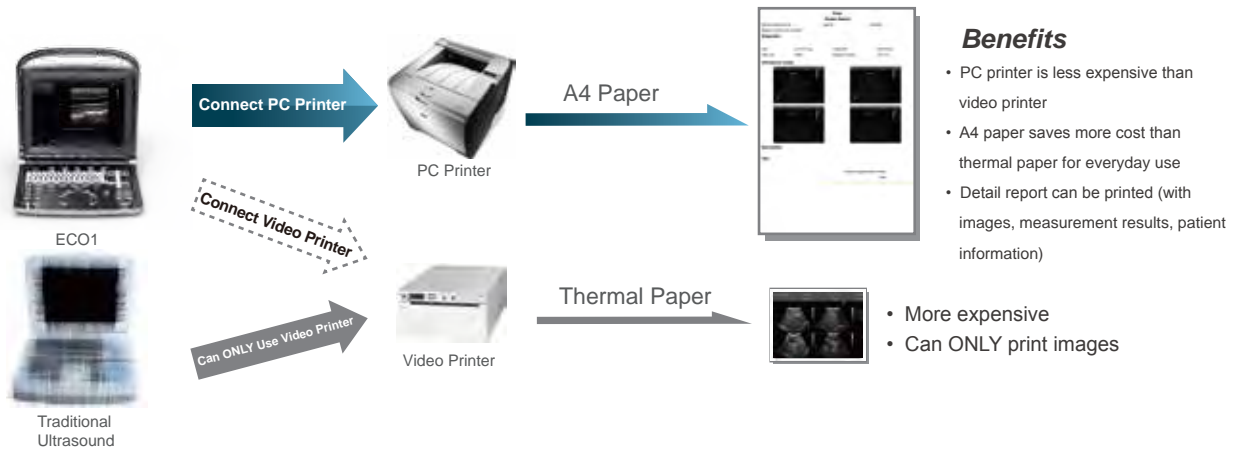 Benefits
• PC printer is less expensive than
video printer
• A4 paper saves more cost than
thermal paper for everyday use
• Detail report can be printed (with
images, measurement results, patient
information)
Connect PC Printer
A4 Paper
PC Printer
ECO1
Connect Video Printer
Can ONLY Use Video Printer
Video Printer
Thermal Paper
• More expensive
• Can ONLY print images
Traditional
Ultrasound